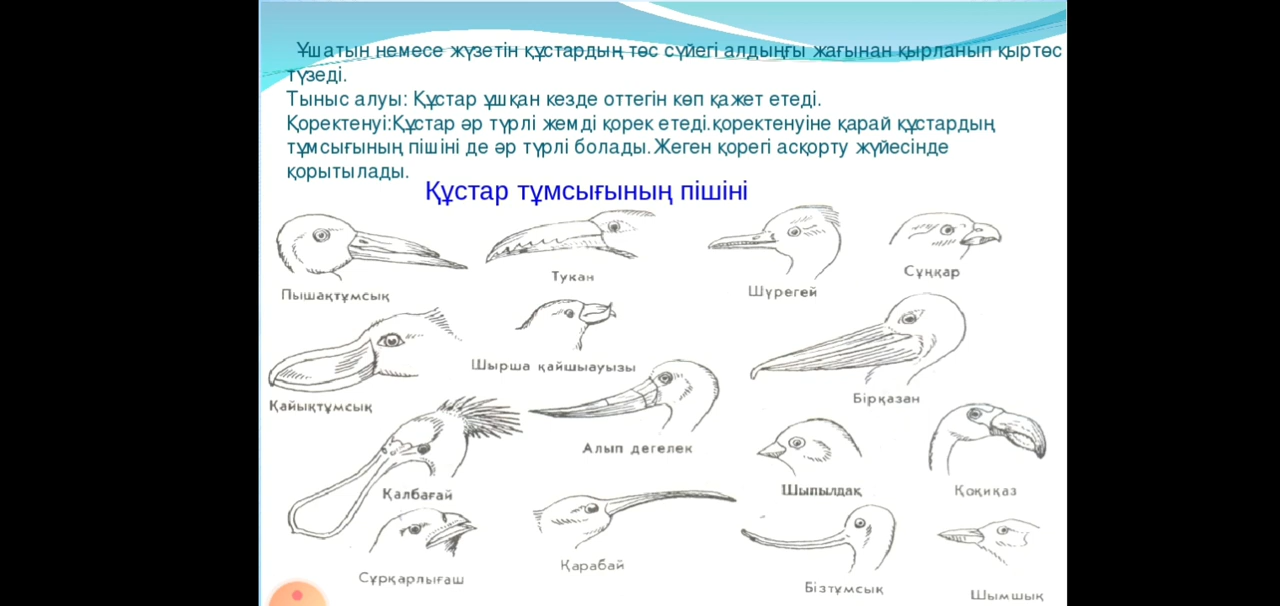 Ұшатын немесе жүзетін құстардың төс сүйегі алдыңғы жағынан қырланып қыртөс
түзеді.
Тыныс алуы: Құстар ұшқан кезде оттегін көп қажет етеді.
Қоректенуі:Құстар әр түрлі жемді қорек етеді.қоректенуіне қарай құстардың
тұмсығының пішіні де әр түрлі болады.Жеген қорегі асқорту жүйесінде
қорытылады.
Құстар тұмсығының пішіні
Пышақтұмсық
Тукан
Шүрегей
Сұңқар
Қайықтұмсық
Шырша қайшыауызы
Бірқазан
Алып дегелек
Қалбағай
Шыпылдақ
Қоқиқаз
Сұрқарлығаш
Қарабай
Бізтұмсық
Шымшық